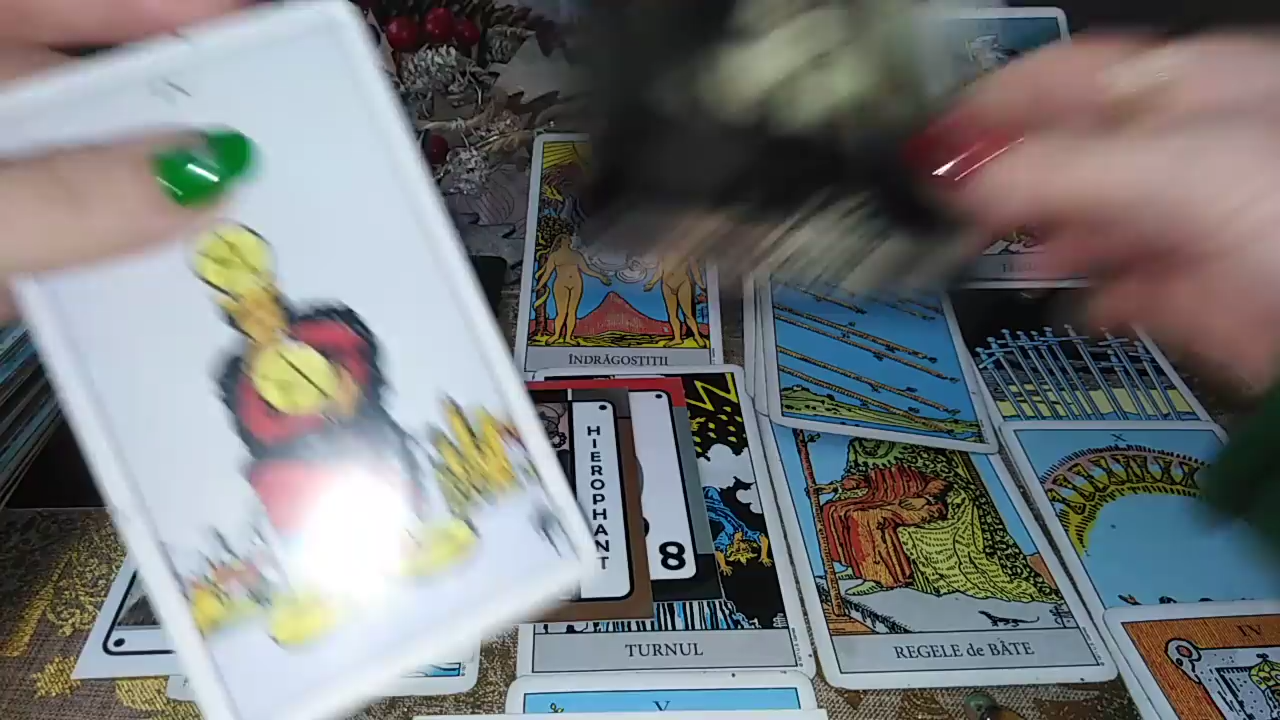 ÎNDRĂGOSTIȚII
HIEROPHANT
8
X
TURNUL
REGELE de BÂTE
IV
V